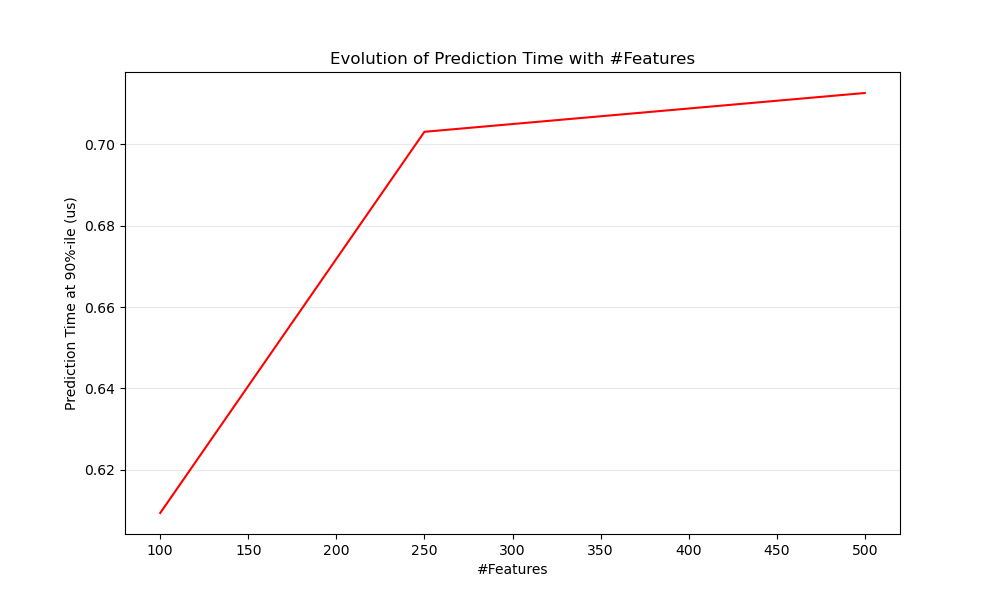 Evolution of Prediction Time with #Features
Prediction Time at 90%-ile (us)
0.70
0.68
0.66
0.64
0.62
100 150 200 250 300 350 400 450 500
#Features